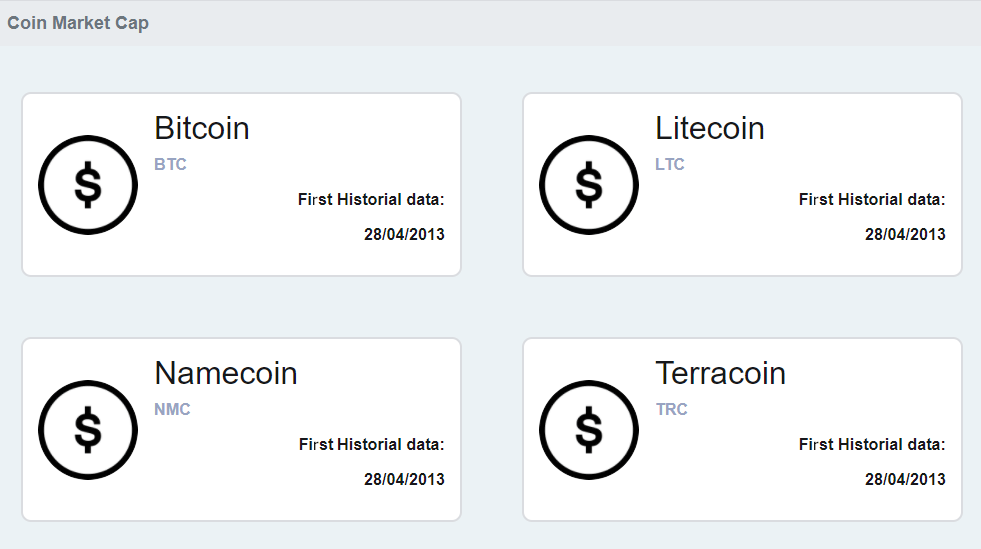 Coin Market Cap
Bitcoin
BTC
$
First Historial data:
28/04/2013
Litecoin
LTC
$
First Historial data:
28/04/2013
Namecoin
NMC
$
First Historial data:
28/04/2013
Terracoin
TRC
$
First Historial data:
28/04/2013